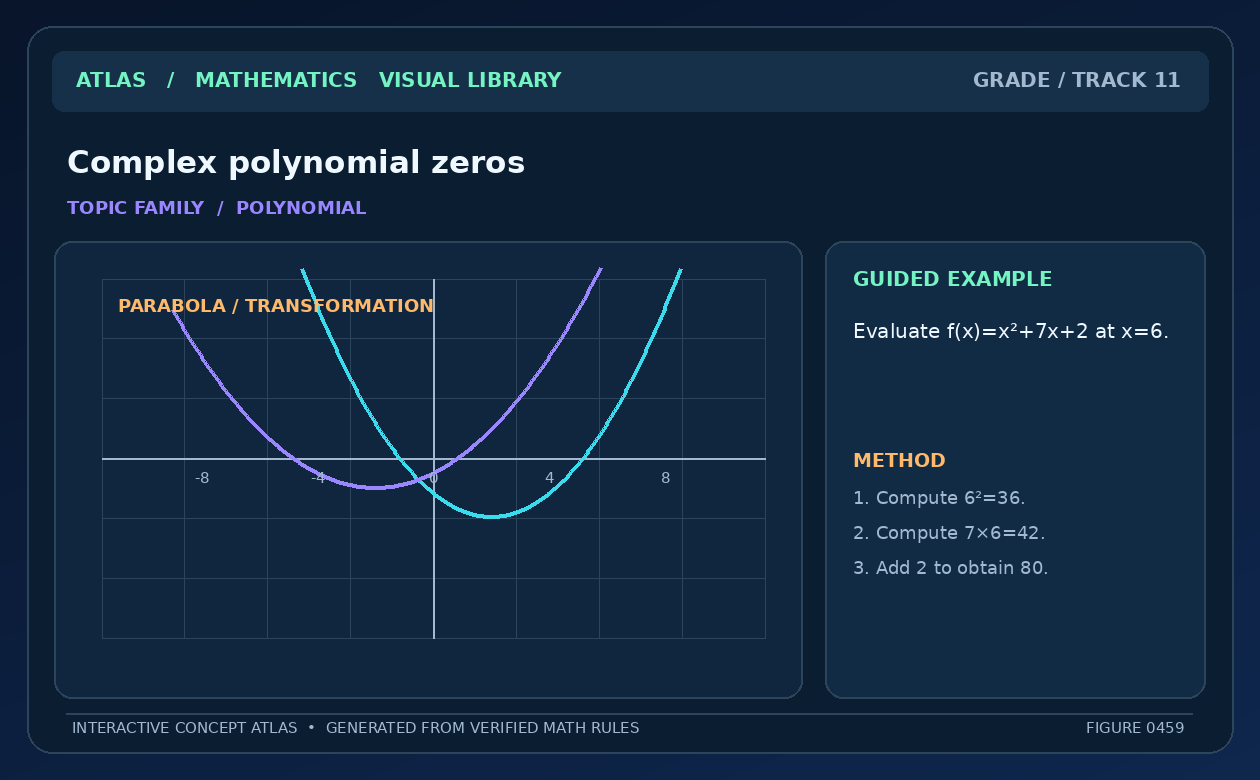 ATLAS / MATHEMATICS VISUAL LIBRARY
GRADE / TRACK 11
Complex polynomial zeros
TOPIC FAMILY / POLYNOMIAL
PARABOLA / TRANSFORMATION
-8 -4 0 4 8
GUIDED EXAMPLE
Evaluate f(x)=x²+7x+2 at x=6.
METHOD
1. Compute 6²=36.
2. Compute 7×6=42.
3. Add 2 to obtain 80.
INTERACTIVE CONCEPT ATLAS • GENERATED FROM VERIFIED MATH RULES
FIGURE 0459